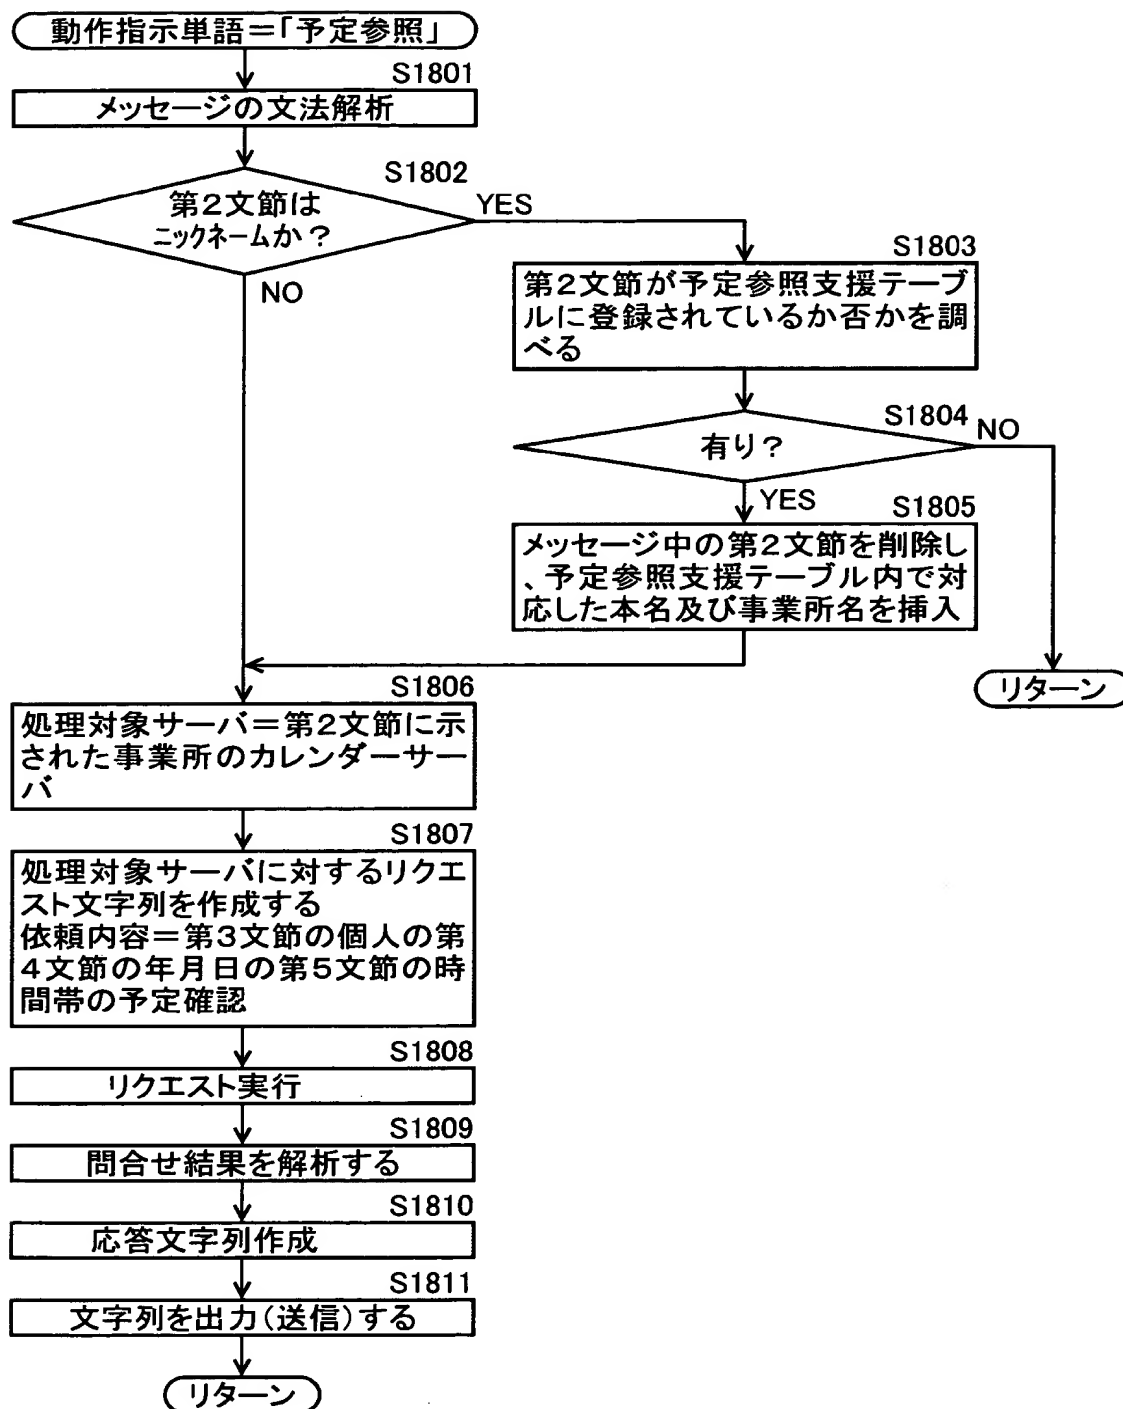 動作指示単語＝「予定参照」
S1801
メッセージの文法解析
S1802
第2文節は
ニックネームか？
YES
NO
S1803
第2文節が予定参照支援テーブ
ルに登録されているか否かを調
べる
S1804
有り？
NO
YES
S1805
メッセージ中の第2文節を削除し
、予定参照支援テーブル内で対
応した本名及び事業所名を挿入
リターン
S1806
処理対象サーバ＝第2文節に示
された事業所のカレンダーサー
バ
S1807
処理対象サーバに対するリクエ
スト文字列を作成する
依頼内容＝第3文節の個人の第
4文節の年月日の第5文節の時
間帯の予定確認
S1808
リクエスト実行
S1809
問合せ結果を解析する
S1810
応答文字列作成
S1811
文字列を出力（送信）する
リターン